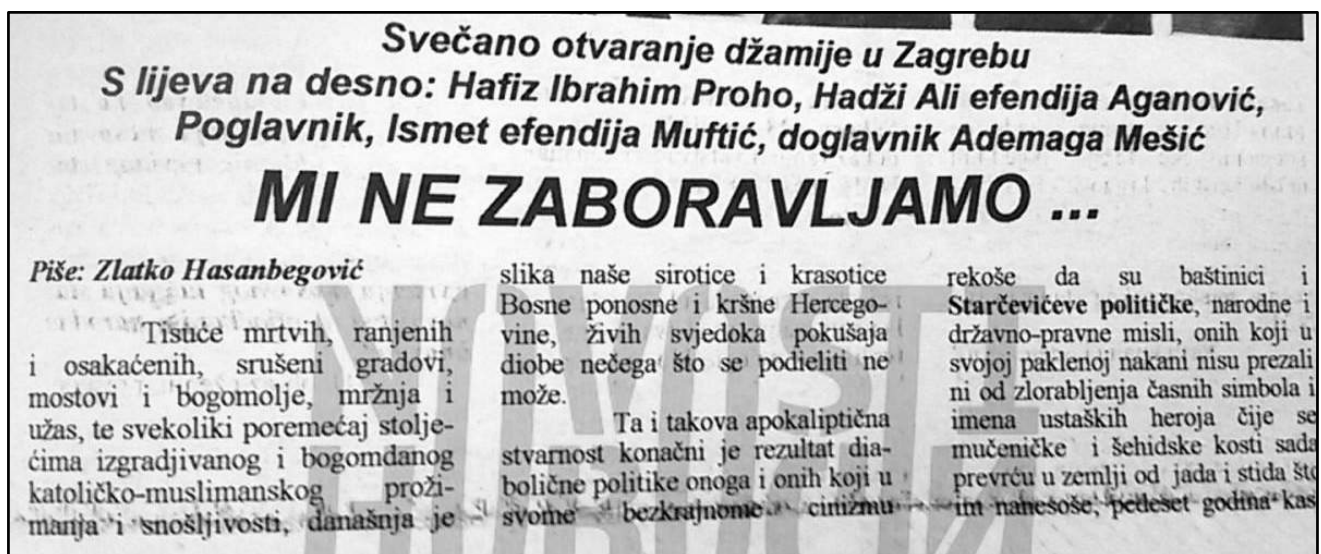 Svečano otvaranje džamije u Zagrebu
S lijeva na desno: Hafiz Ibrahim Proho, Hadži Ali efendija Aganović,
Poglavnik, Ismet efendija Muftić, doglavnik Ademaga Mešić
MI NE ZABORAVLJAMO ...
Piše: Zlatko Hasanbegović
Tisuće mrtvih, ranjenih
i osakaćenih, srušeni gradovi,
mostovi i bogomolje, mržnja i
užas, te svekoliki poremećaj stolje-
ćima izgradjivanog i bogomdanog
katoličko-muslimanskog proži-
manja i snošljivosti, današnja je
slika naše sirotice i krasotice
Bosne ponosne i kršne Hercego-
vine, živih svjedoka pokušaja
diobe nečega što se podieliti ne
može.
Ta i takova apokaliptična
stvarnost konačni je rezultat dia-
bolične politike onoga i onih koji u
svome bezkrajnome cinizmu
rekoše da su baštinici i
Starčevićeve političke, narodne i
državno-pravne misli, onih koji u
svojoj paklenoj nakani nisu prezali
ni od zlorabljenja časnih simbola i
imena ustaških heroja čije se
mučeničke i šehidske kosti sada
prevrću u zemlji od jada i stida što
im nanesoše, pedeset godina kas
NOVOSTI